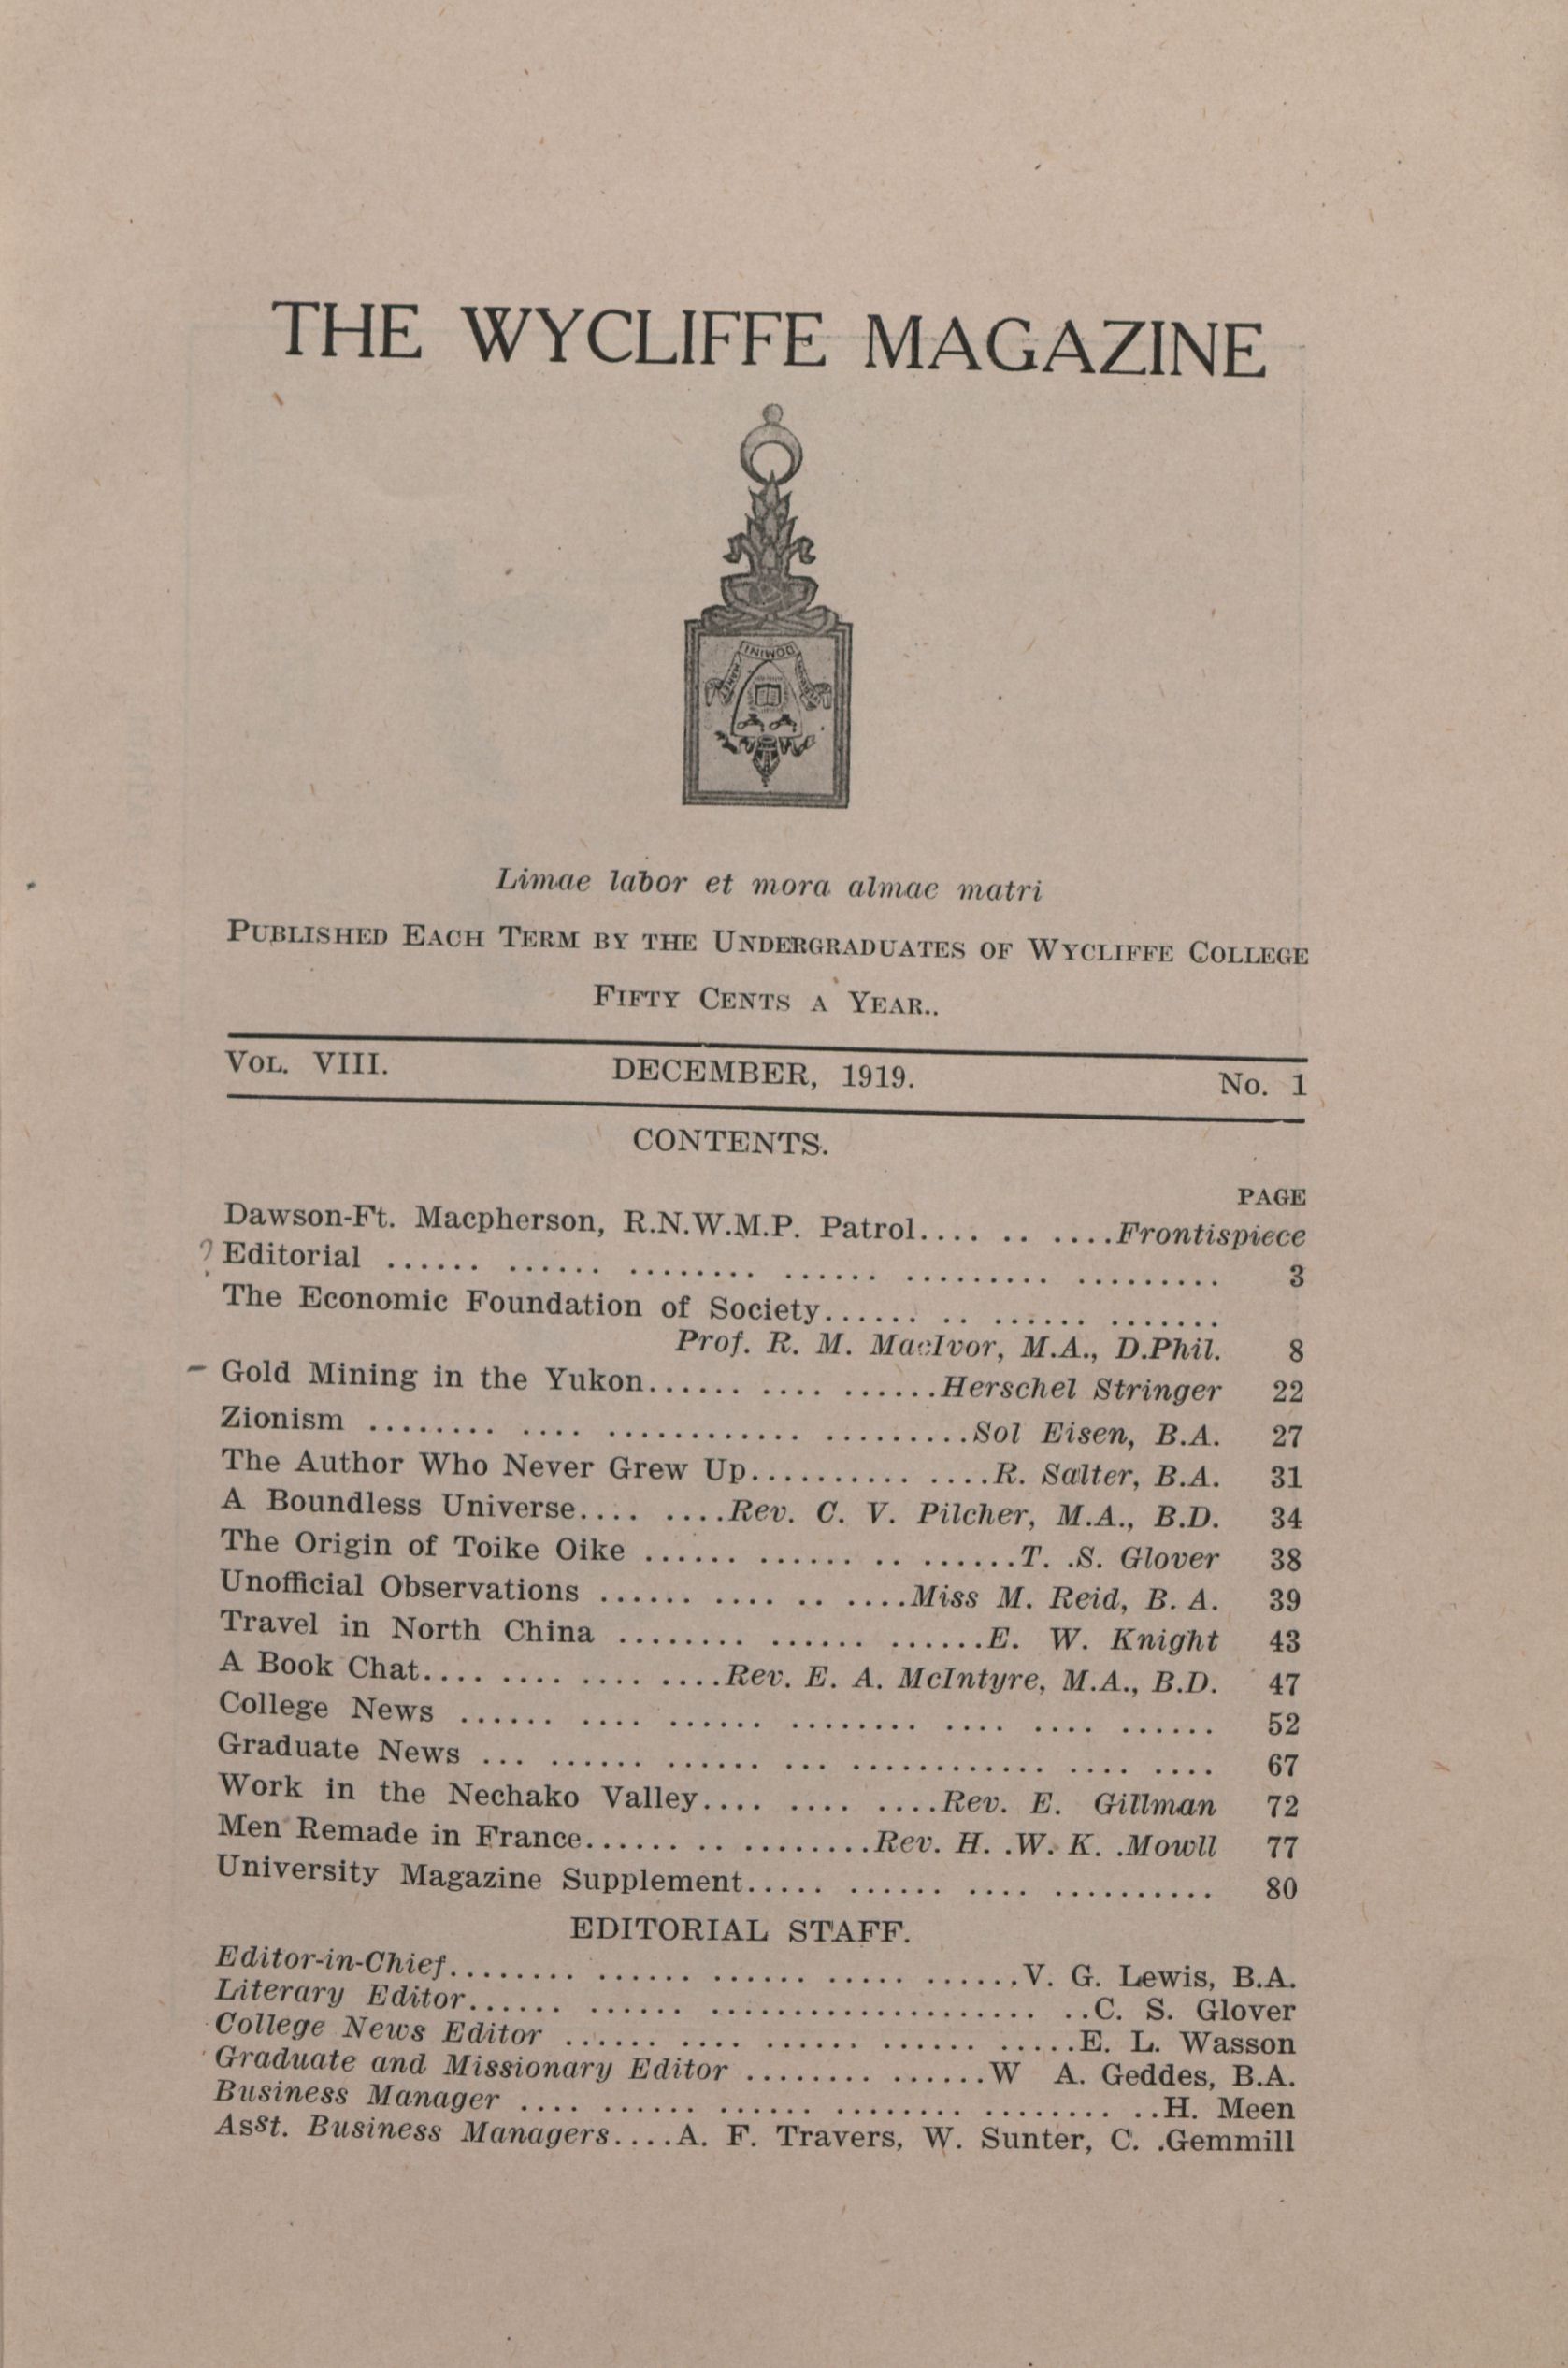 THE WYCLIFFE MAGAZINE
DOMINI
Limae labor et mora almae matri
PUBLISHED EACH TERM BY THE UNDERGRADUATES OF WYCLIFFE COLLEGE
FIFTY CENTS A YEAR..
VOL. VIII. DECEMBER, 1919. No. 1
CONTENTS.
PAGE
Dawson-Ft. Macpherson, R.N.W.M.P. Patrol.... .. ....Frontispiece
? Editorial ...... ...... ........ ...... ......... ......... 3
The Economic Foundation of Society...... .. ...... .......
Prof. R. M. MacIvor, M.A., D.Phil. 8
- Gold Mining in the Yukon...... .... ......Herschel Stringer 22
Zionism ........ .... ............ .........Sol Eisen, B.A. 27
The Author Who Never Grew Up.......... ....R. Salter, B.A. 31
A Boundless Universe.... ....Rev. C. V. Pilcher, M.A., B.D. 34
The Origin of Toike Oike ...... ...... .. ......T. .S. Glover 38
Unofficial Observations ...... .... .. ....Miss M. Reid, B. A. 39
Travel in North China ........ ...... ......E. W. Knight 43
A Book Chat.... .... .... ....Rev. E. A. McIntyre, M.A., B.D. 47
College News ...... .... ...... ........ .... .... ...... 52
Graduate News ... ...... ...... ... ............ .... .... 67
Work in the Nechako Valley.... .... ....Rev. E. Gillman 72
Men Remade in France...... .. .........Rev. H. .W. K. .Mowll 77
University Magazine Supplement..... ...... .... .......... 80
EDITORIAL STAFF.
Editor-in-Chief........ ...... ...... ..... ......V. G. Lewis, B.A.
Literary Editor...... ...... ..................... ..C. S. Glover
College News Editor ...... .... ...... ...... .....E. L. Wasson
Graduate and Missionary Editor ........ ......W A. Geddes, B.A.
Business Manager .... ...... ...... ........ ........ ..H. Meen
Asst. Business Managers....A. F. Travers, W. Sunter, C. .Gemmill